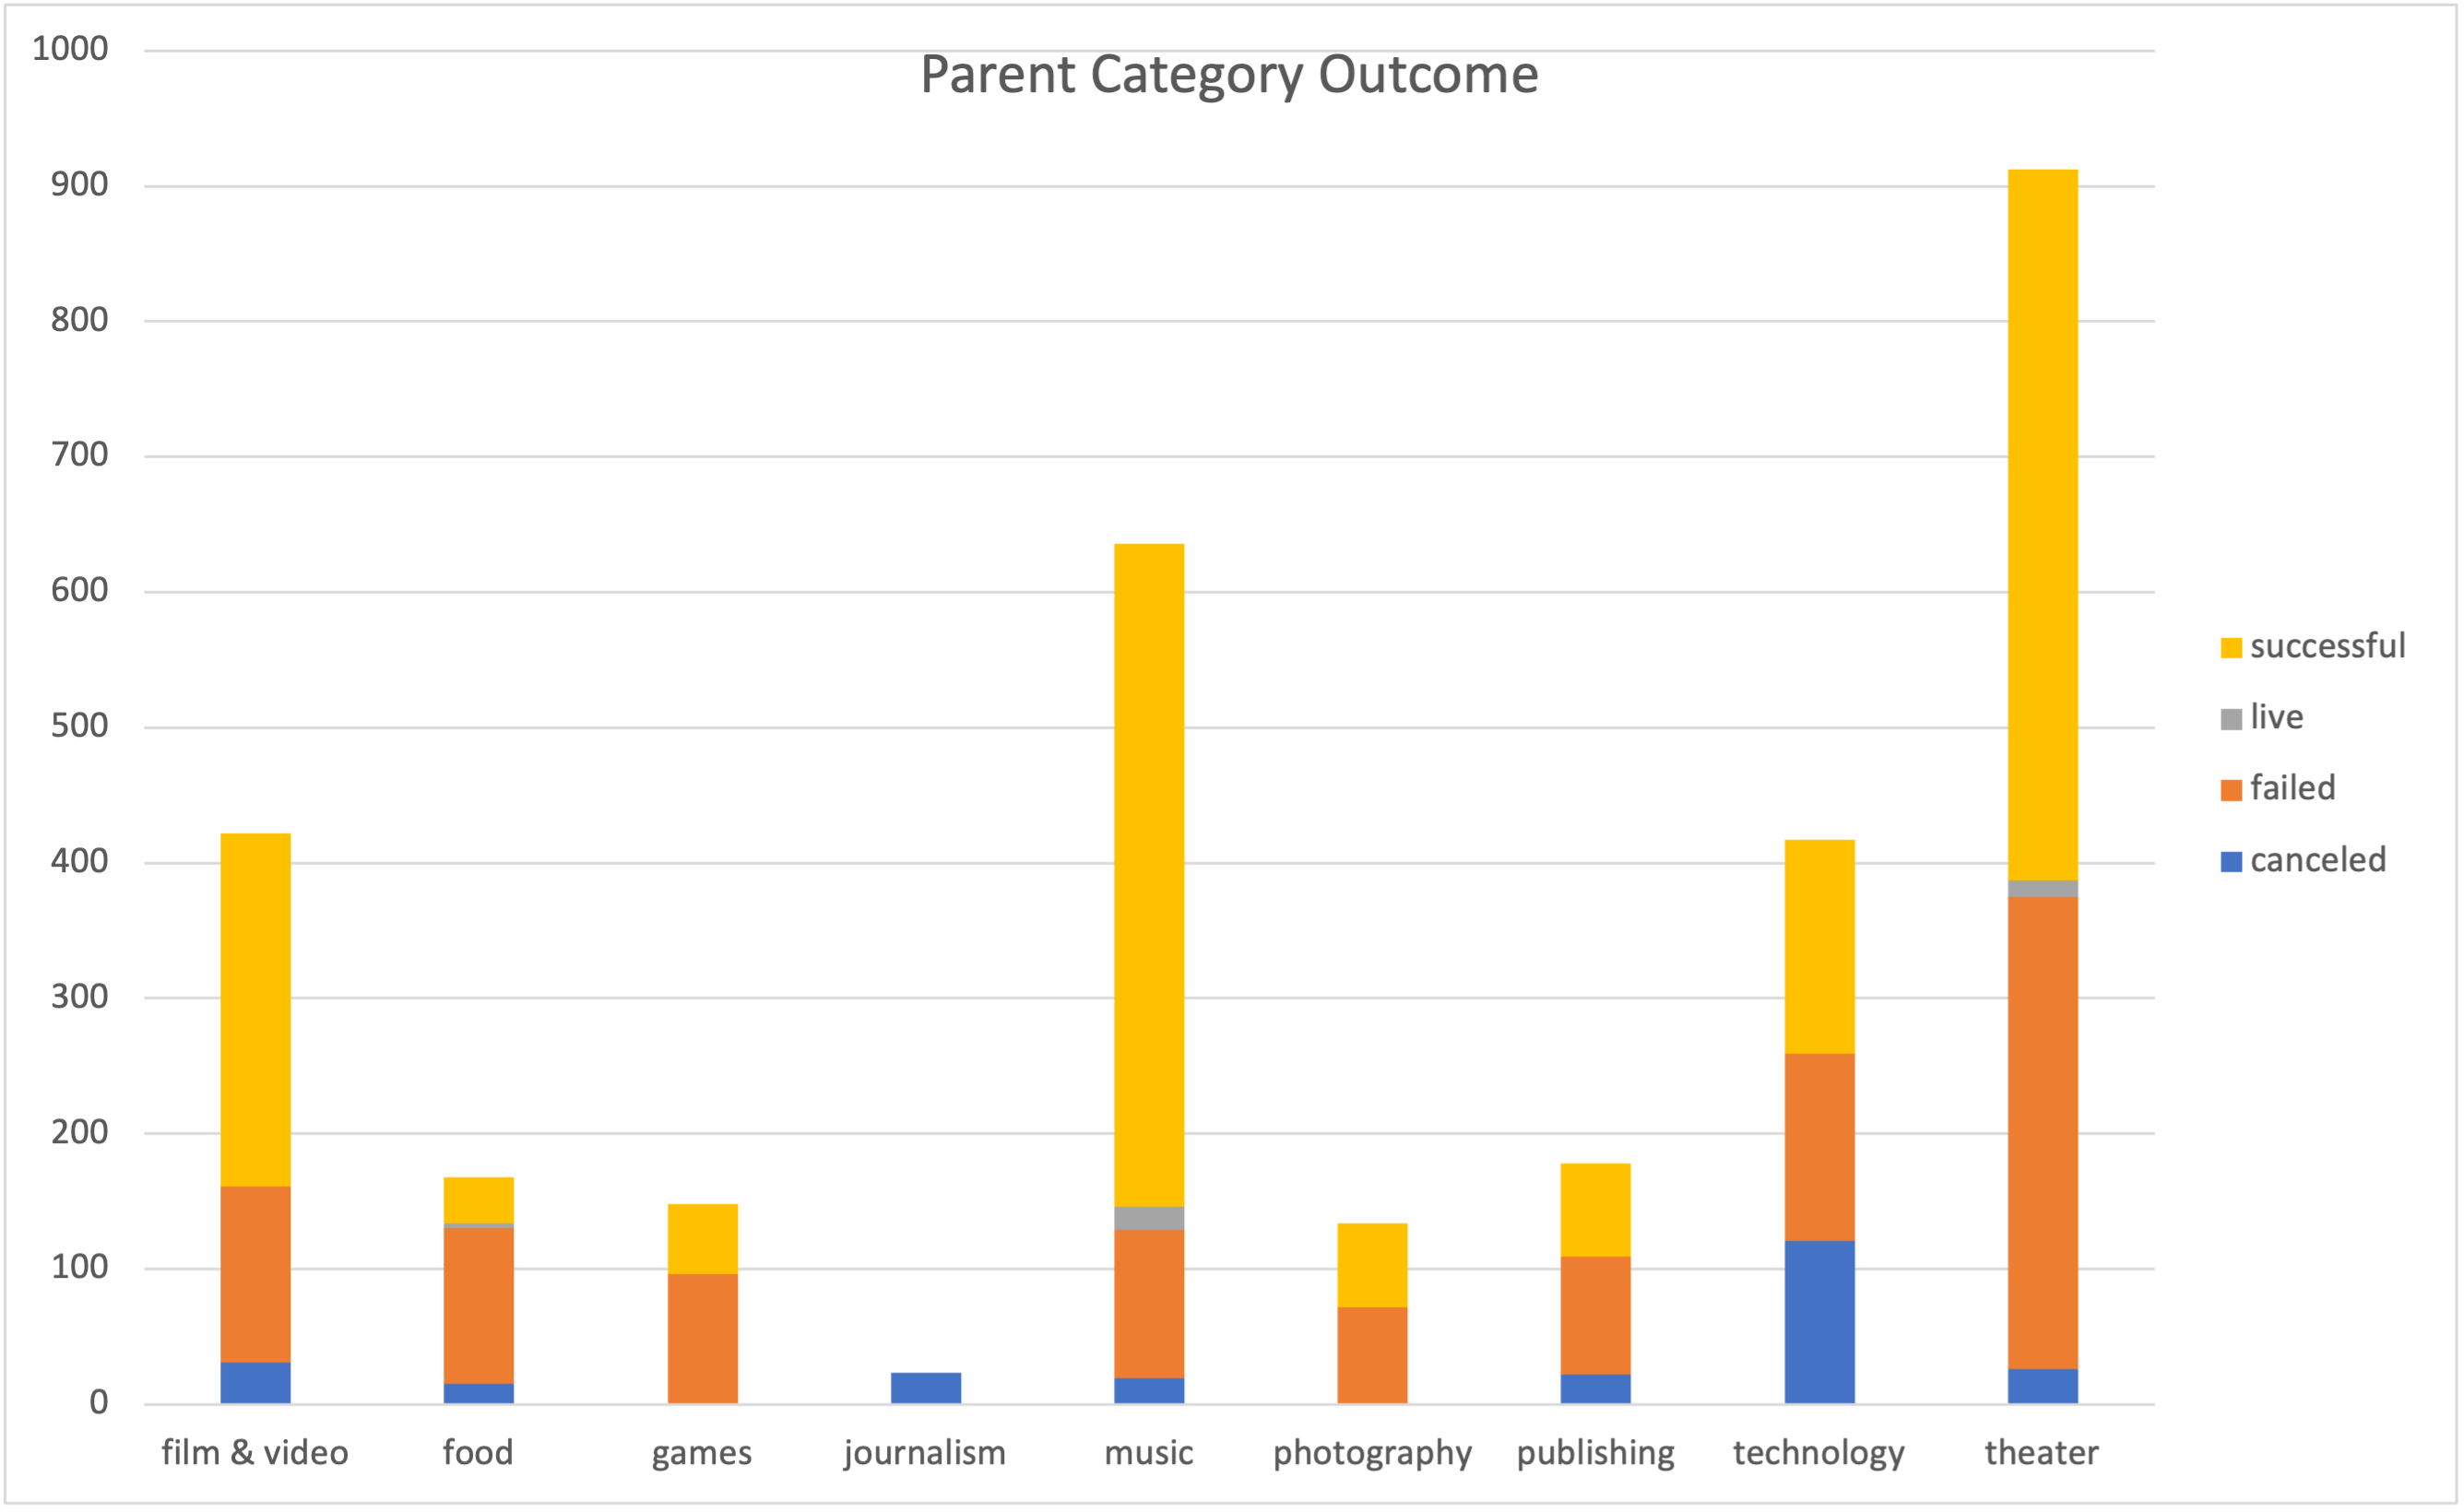 Parent Category Outcome
1000
900
800
700
600
500
400
300
200
100
0
film & video food games journalism music photography publishing technology theater
successful
live
failed
canceled